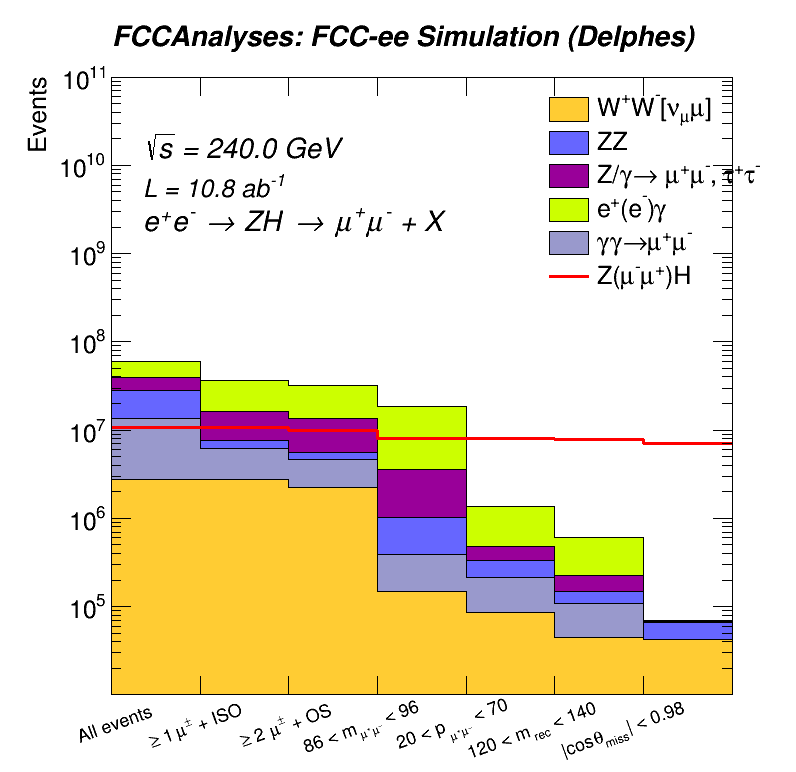 FCCAnalyses: FCC-ee Simulation (Delphes)
Events
10¹¹
10¹⁰
10⁹
10⁸
10⁷
10⁶
10⁵
√s = 240.0 GeV
L = 10.8 ab⁻¹
e⁺e⁻ → ZH → μ⁺μ⁻ + X
W⁺W⁻[ν_μμ]
ZZ
Z/γ→ μ⁺μ⁻, τ⁺τ⁻
e⁺(e⁻)γ
γγ→μ⁺μ⁻
Z(μ⁻μ⁺)H
All events
≥ 1 μ^± + ISO
≥ 2 μ^± + OS
86 < m_μ⁺μ⁻ < 96
20 < p_μ⁺μ⁻ < 70
120 < m_rec < 140
|cosθ_miss| < 0.98